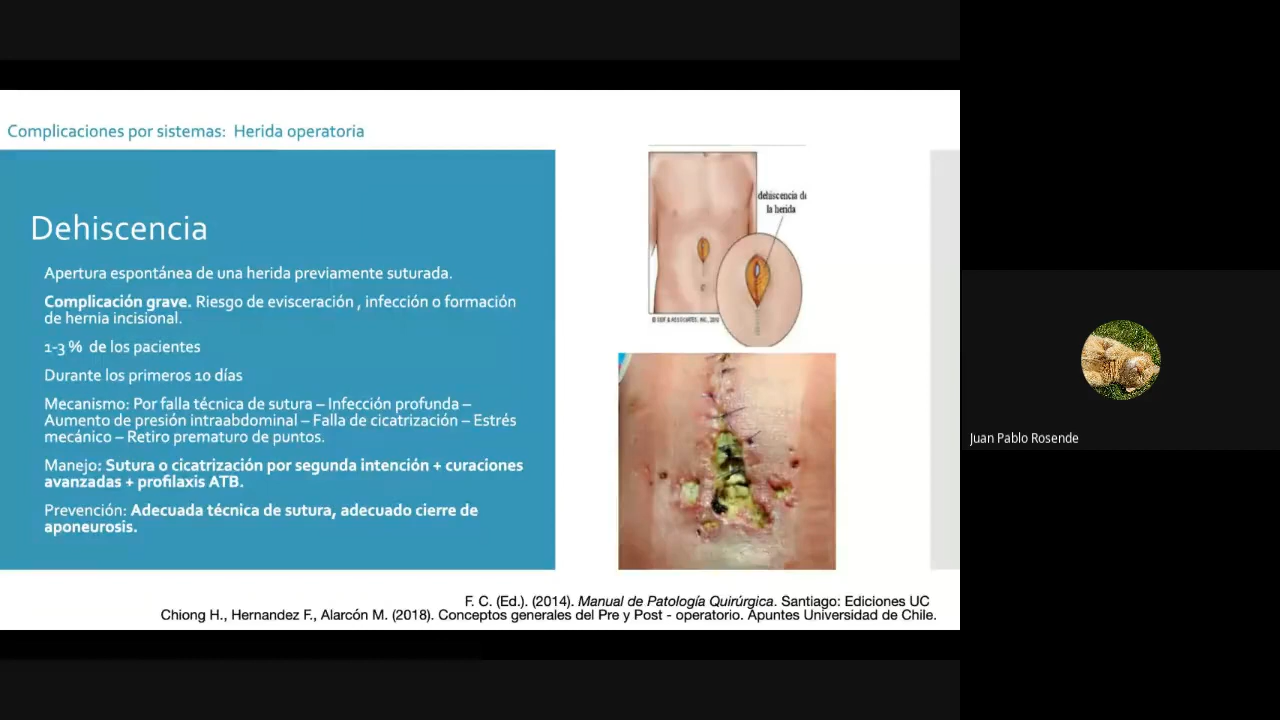 Complicaciones por sistemas: Herida operatoria
Dehiscencia
Apertura espontánea de una herida previamente suturada.
Complicación grave. Riesgo de evisceración , infección o formación
de hernia incisional.
1-3 % de los pacientes
Durante los primeros 10 días
Mecanismo: Por falla técnica de sutura – Infección profunda –
Aumento de presión intraabdominal – Falla de cicatrización – Estrés
mecánico – Retiro prematuro de puntos.
Manejo: Sutura o cicatrización por segunda intención + curaciones
avanzadas + profilaxis ATB.
Prevención: Adecuada técnica de sutura, adecuado cierre de
aponeurosis.
dehiscencia de
la herida
F. C. (Ed.). (2014). Manual de Patología Quirúrgica. Santiago: Ediciones UC
Chiong H., Hernandez F., Alarcón M. (2018). Conceptos generales del Pre y Post - operatorio. Apuntes Universidad de Chile.
Juan Pablo Rosende